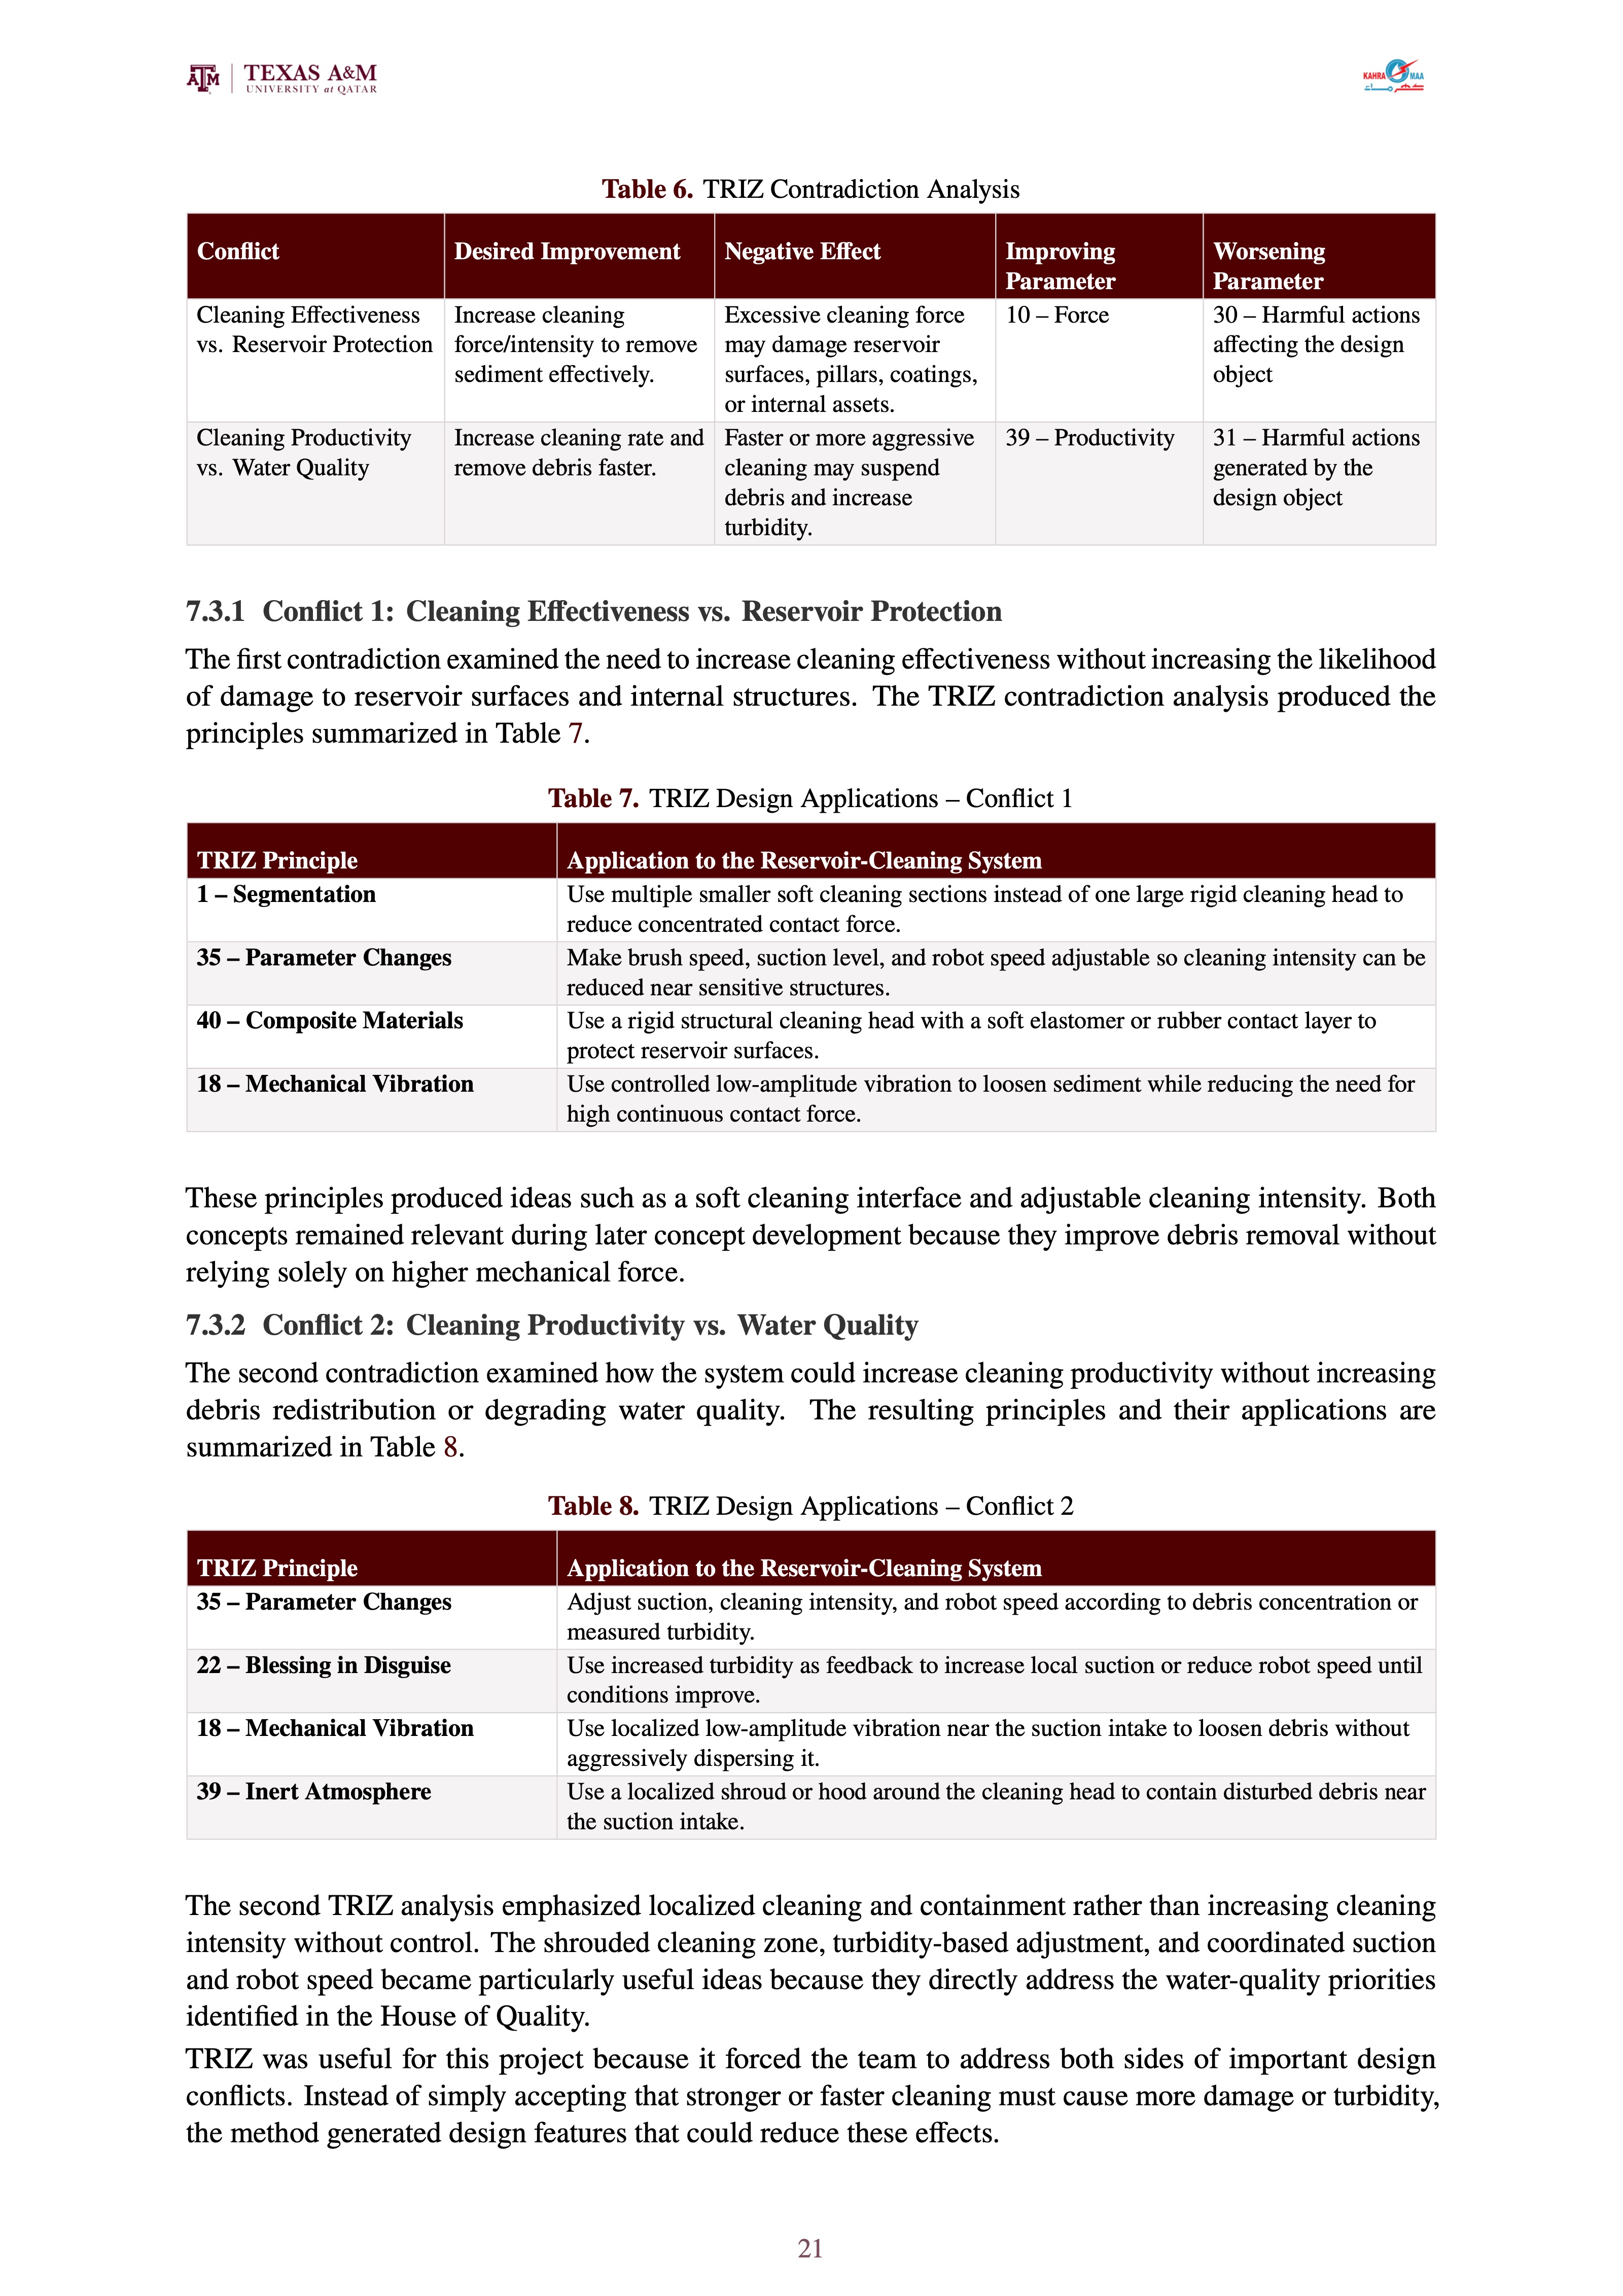 TEXAS A&M
UNIVERSITY at QATAR
KAHRA MAA
Table 6. TRIZ Contradiction Analysis
Conflict
Desired Improvement
Negative Effect
Improving
Parameter
Worsening
Parameter
Cleaning Effectiveness
vs. Reservoir Protection
Increase cleaning
force/intensity to remove
sediment effectively.
Excessive cleaning force
may damage reservoir
surfaces, pillars, coatings,
or internal assets.
10 – Force
30 – Harmful actions
affecting the design
object
Cleaning Productivity
vs. Water Quality
Increase cleaning rate and
remove debris faster.
Faster or more aggressive
cleaning may suspend
debris and increase
turbidity.
39 – Productivity
31 – Harmful actions
generated by the
design object
7.3.1 Conflict 1: Cleaning Effectiveness vs. Reservoir Protection
The first contradiction examined the need to increase cleaning effectiveness without increasing the likelihood
of damage to reservoir surfaces and internal structures. The TRIZ contradiction analysis produced the
principles summarized in Table 7.
Table 7. TRIZ Design Applications – Conflict 1
TRIZ Principle
Application to the Reservoir-Cleaning System
1 – Segmentation
Use multiple smaller soft cleaning sections instead of one large rigid cleaning head to
reduce concentrated contact force.
35 – Parameter Changes
Make brush speed, suction level, and robot speed adjustable so cleaning intensity can be
reduced near sensitive structures.
40 – Composite Materials
Use a rigid structural cleaning head with a soft elastomer or rubber contact layer to
protect reservoir surfaces.
18 – Mechanical Vibration
Use controlled low-amplitude vibration to loosen sediment while reducing the need for
high continuous contact force.
These principles produced ideas such as a soft cleaning interface and adjustable cleaning intensity. Both
concepts remained relevant during later concept development because they improve debris removal without
relying solely on higher mechanical force.
7.3.2 Conflict 2: Cleaning Productivity vs. Water Quality
The second contradiction examined how the system could increase cleaning productivity without increasing
debris redistribution or degrading water quality. The resulting principles and their applications are
summarized in Table 8.
Table 8. TRIZ Design Applications – Conflict 2
TRIZ Principle
Application to the Reservoir-Cleaning System
35 – Parameter Changes
Adjust suction, cleaning intensity, and robot speed according to debris concentration or
measured turbidity.
22 – Blessing in Disguise
Use increased turbidity as feedback to increase local suction or reduce robot speed until
conditions improve.
18 – Mechanical Vibration
Use localized low-amplitude vibration near the suction intake to loosen debris without
aggressively dispersing it.
39 – Inert Atmosphere
Use a localized shroud or hood around the cleaning head to contain disturbed debris near
the suction intake.
The second TRIZ analysis emphasized localized cleaning and containment rather than increasing cleaning
intensity without control. The shrouded cleaning zone, turbidity-based adjustment, and coordinated suction
and robot speed became particularly useful ideas because they directly address the water-quality priorities
identified in the House of Quality.
TRIZ was useful for this project because it forced the team to address both sides of important design
conflicts. Instead of simply accepting that stronger or faster cleaning must cause more damage or turbidity,
the method generated design features that could reduce these effects.
21